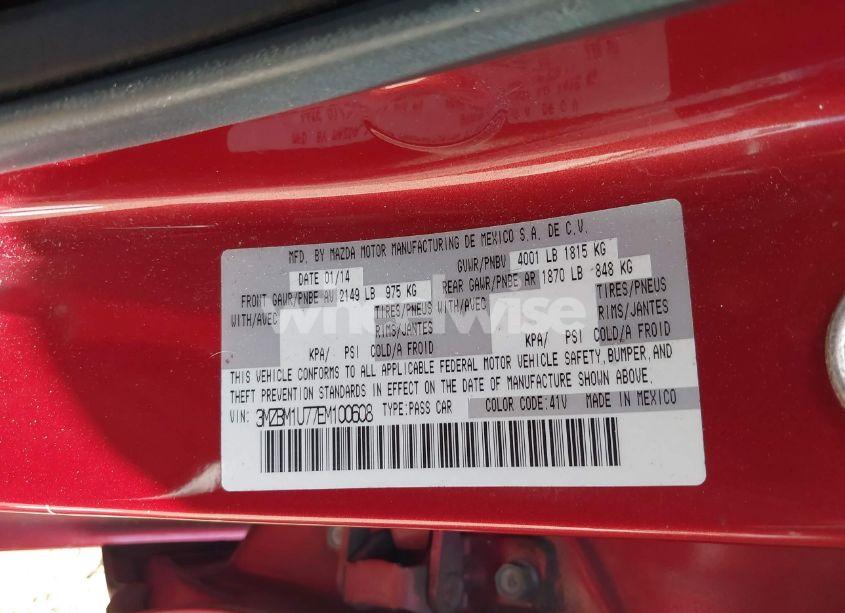 MFD. BY MAZDA MOTOR MANUFACTURING DE MEXICO S.A. DE C.V.
DATE 01/14 GVWR/PNBV 4001 LB 1815 KG
FRONT GAWR/PNBE AV 2149 LB 975 KG REAR GAWR/PNBE AR 1870 LB 848 KG
WITH/AVEC TIRES/PNEUS WITH/AVEC TIRES/PNEUS
RIMS/JANTES RIMS/JANTES
KPA/ PSI COLD/A FROID KPA/ PSI COLD/A FROID
wheelwise
THIS VEHICLE CONFORMS TO ALL APPLICABLE FEDERAL MOTOR VEHICLE SAFETY, BUMPER, AND
THEFT PREVENTION STANDARDS IN EFFECT ON THE DATE OF MANUFACTURE SHOWN ABOVE.
VIN: 3MZBM1U77EM100608 TYPE:PASS CAR COLOR CODE:41V MADE IN MEXICO